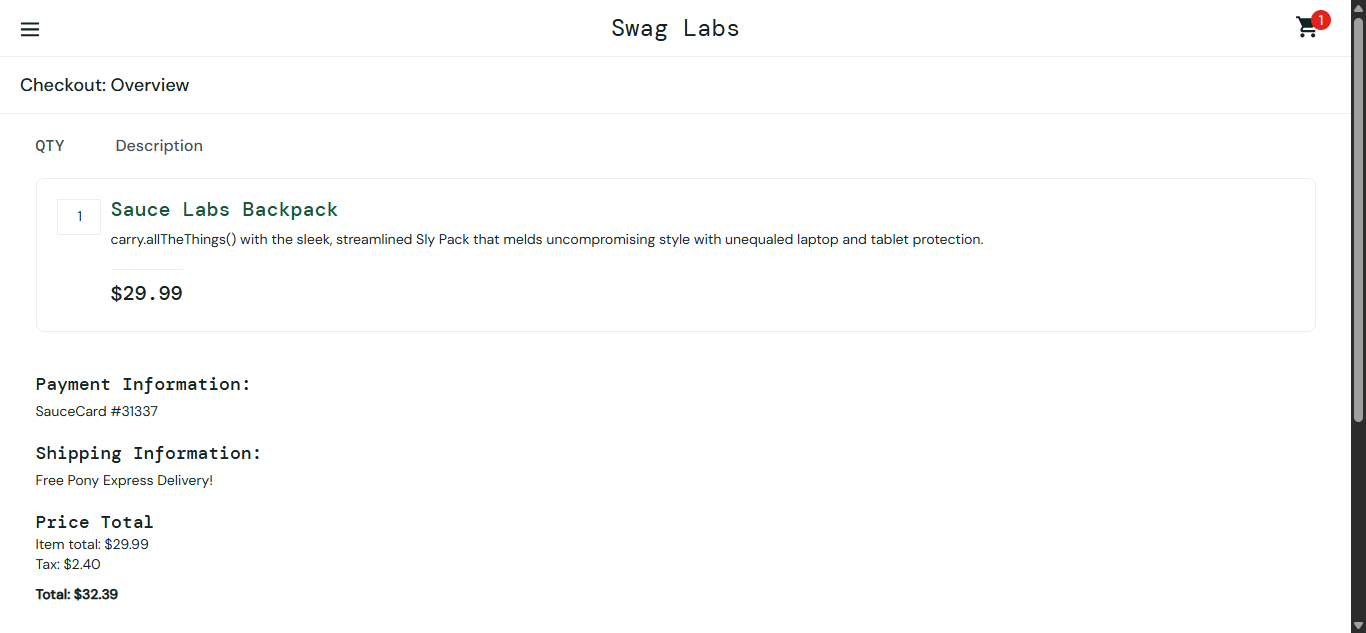 Swag Labs
1
Checkout: Overview
QTY Description
1
Sauce Labs Backpack
carry.allTheThings() with the sleek, streamlined Sly Pack that melds uncompromising style with unequaled laptop and tablet protection.
$29.99
Payment Information:
SauceCard #31337
Shipping Information:
Free Pony Express Delivery!
Price Total
Item total: $29.99
Tax: $2.40
Total: $32.39